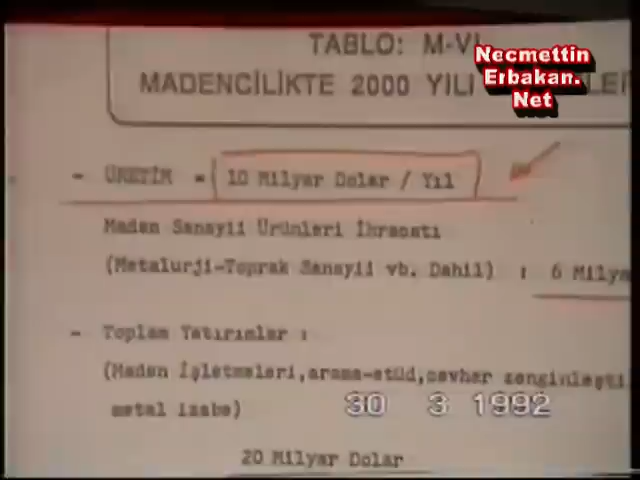 TABLO: M-VI
MADENCİLİKTE 2000 YILI
Necmettin
Erbakan.
Net
- ÜRETİM = 10 Milyar Dolar / Yıl
Maden Sanayii Ürünleri İhracatı
(Metalurji-Toprak Sanayii vb. Dahil) : 6 Milya
- Toplam Yatırımlar :
(Maden İşletmeleri,arama-etüd,cevher zenginleşti
metal izabe)
30 3 1992
20 Milyar Dolar